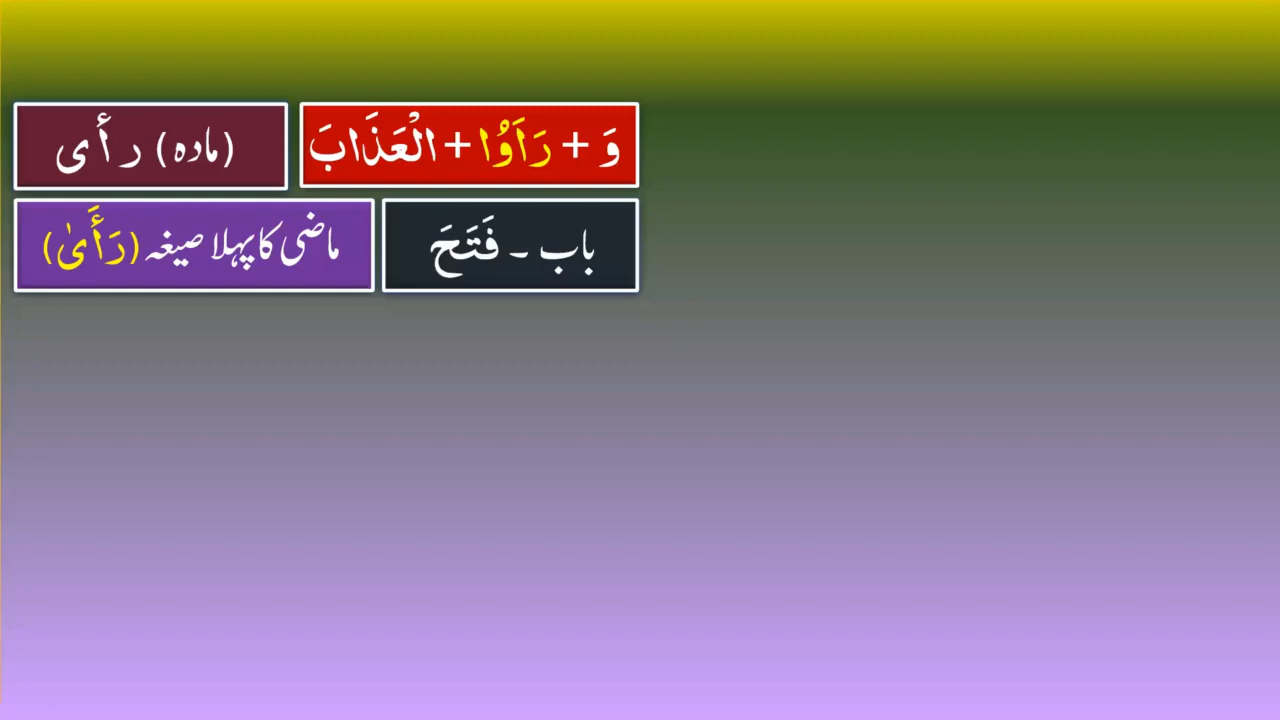 وَ + رَاَوُا + الْعَذَابَ
(مادہ) ر أ ی
باب ۔ فَتَحَ
ماضی کا پہلا صیغہ (رَأَیٰ)